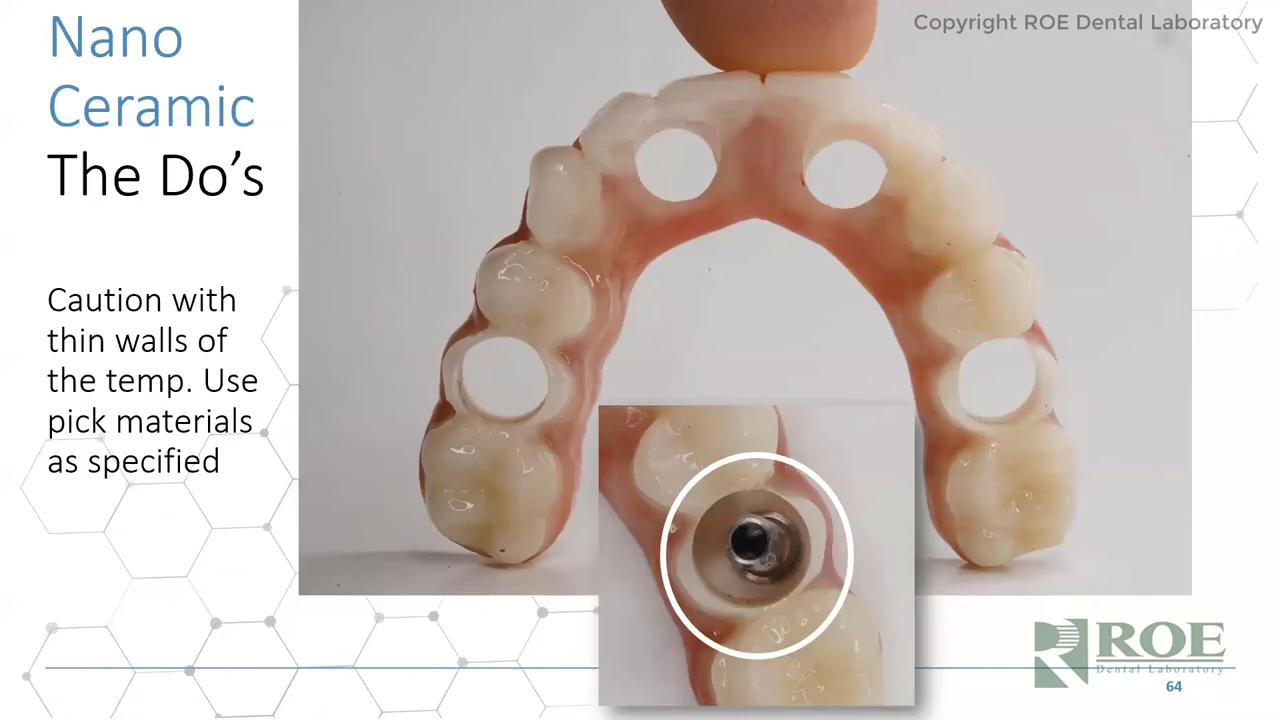 Copyright ROE Dental Laboratory
Nano
Ceramic
The Do’s
Caution with
thin walls of
the temp. Use
pick materials
as specified
ROE
Dental Laboratory
64